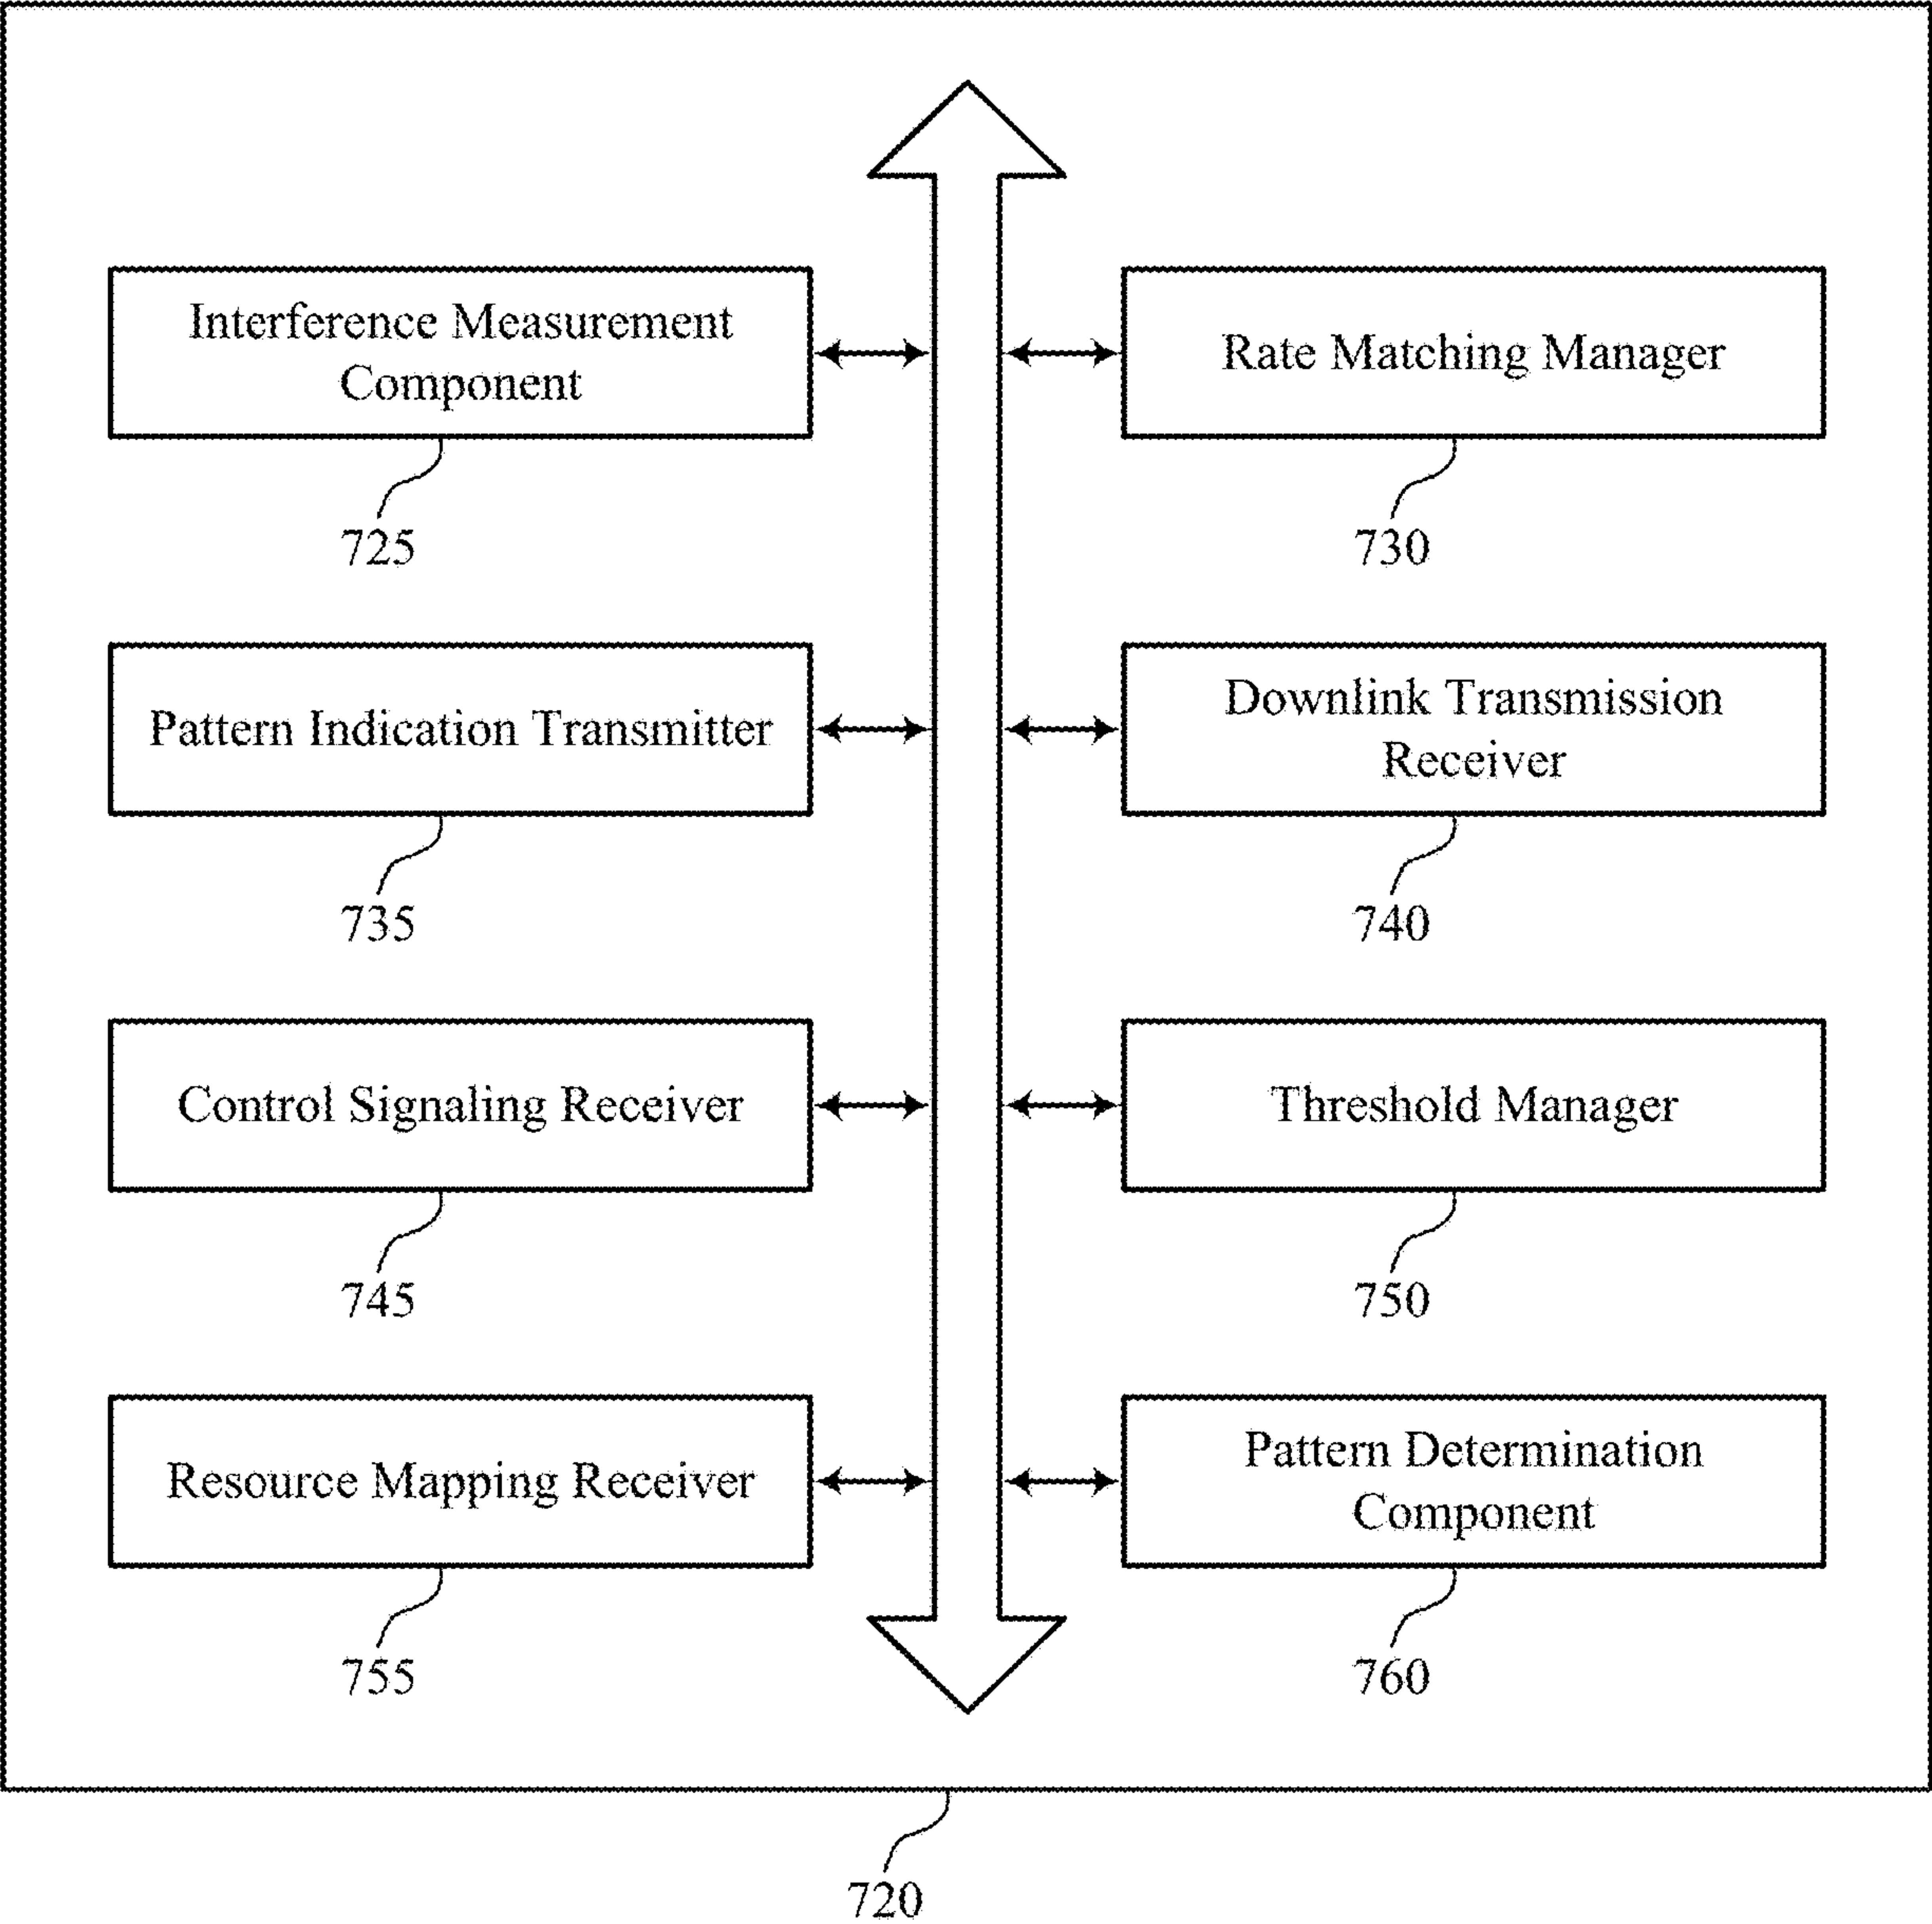 Interference Measurement
Component
725
Rate Matching Manager
730
Pattern Indication Transmitter
735
Downlink Transmission
Receiver
740
Control Signaling Receiver
745
Threshold Manager
750
Resource Mapping Receiver
755
Pattern Determination
Component
760
720